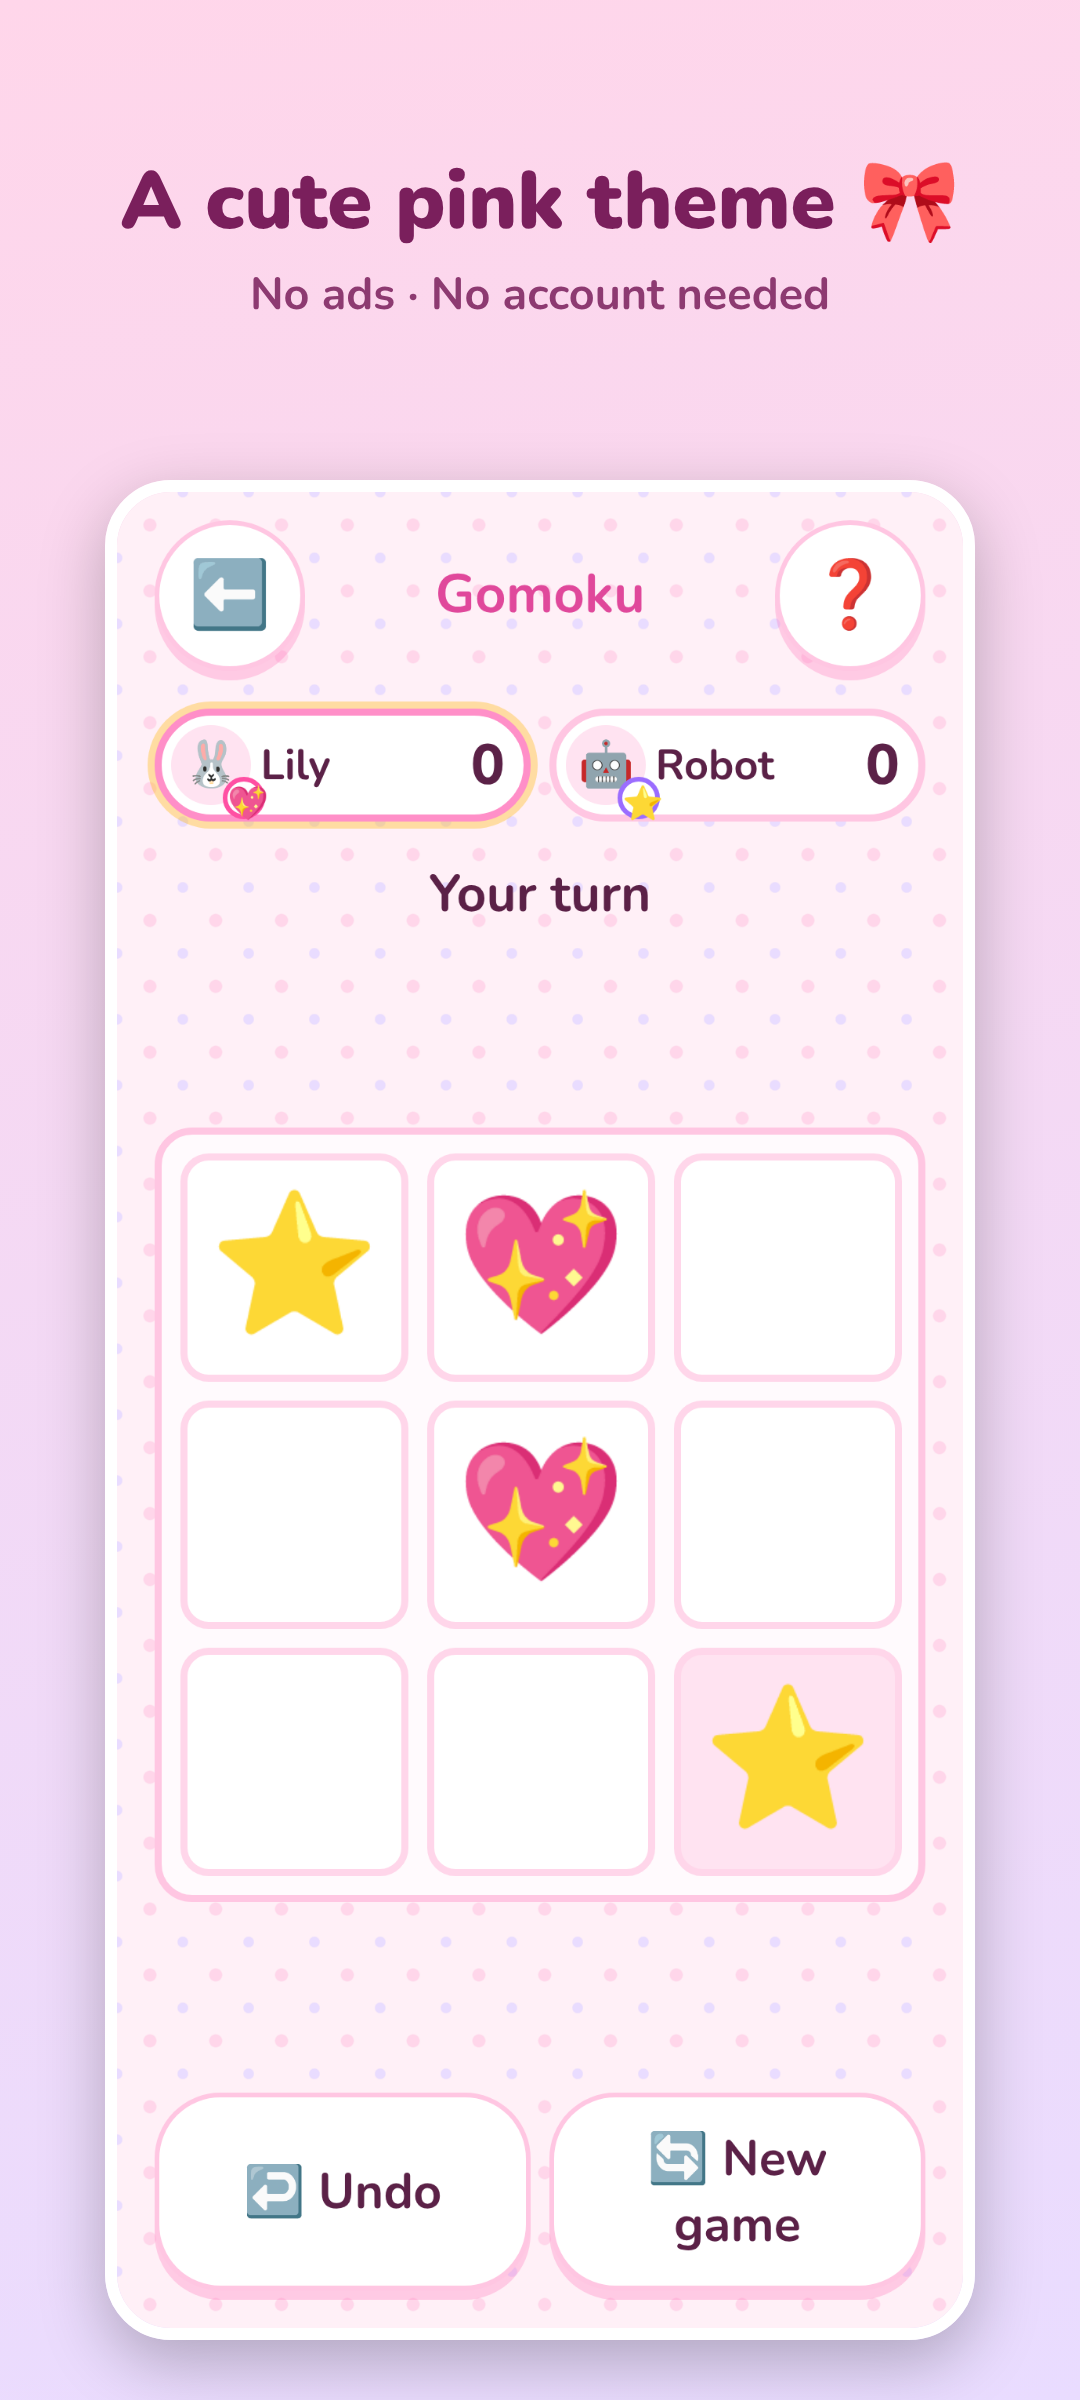 A cute pink theme 🎀
No ads · No account needed
Gomoku
Lily 0
Robot 0
Your turn
Undo
New
game